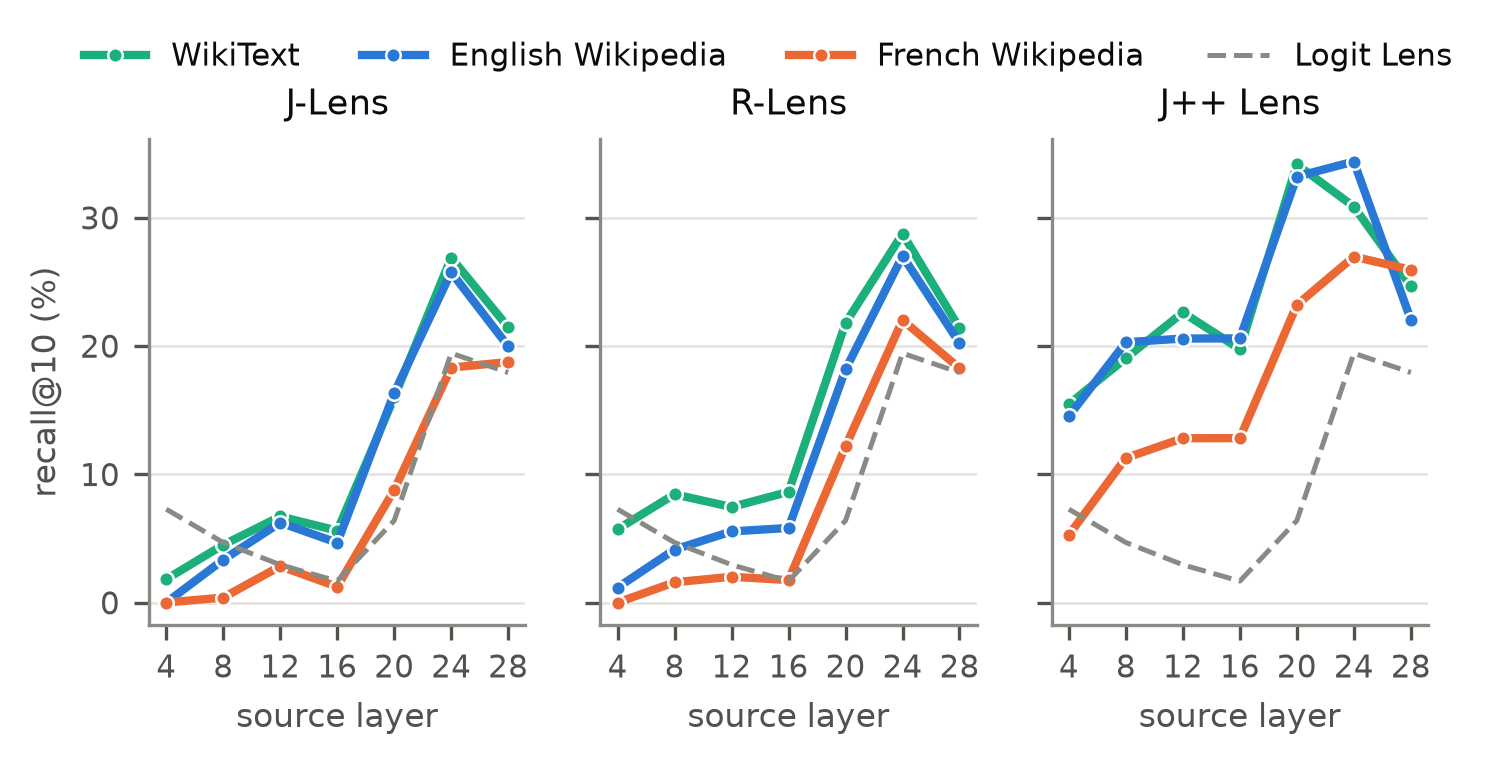 WikiText English Wikipedia French Wikipedia Logit Lens
J-Lens R-Lens J++ Lens
recall@10 (%)
30
20
10
0
4 8 12 16 20 24 28 4 8 12 16 20 24 28 4 8 12 16 20 24 28
source layer source layer source layer